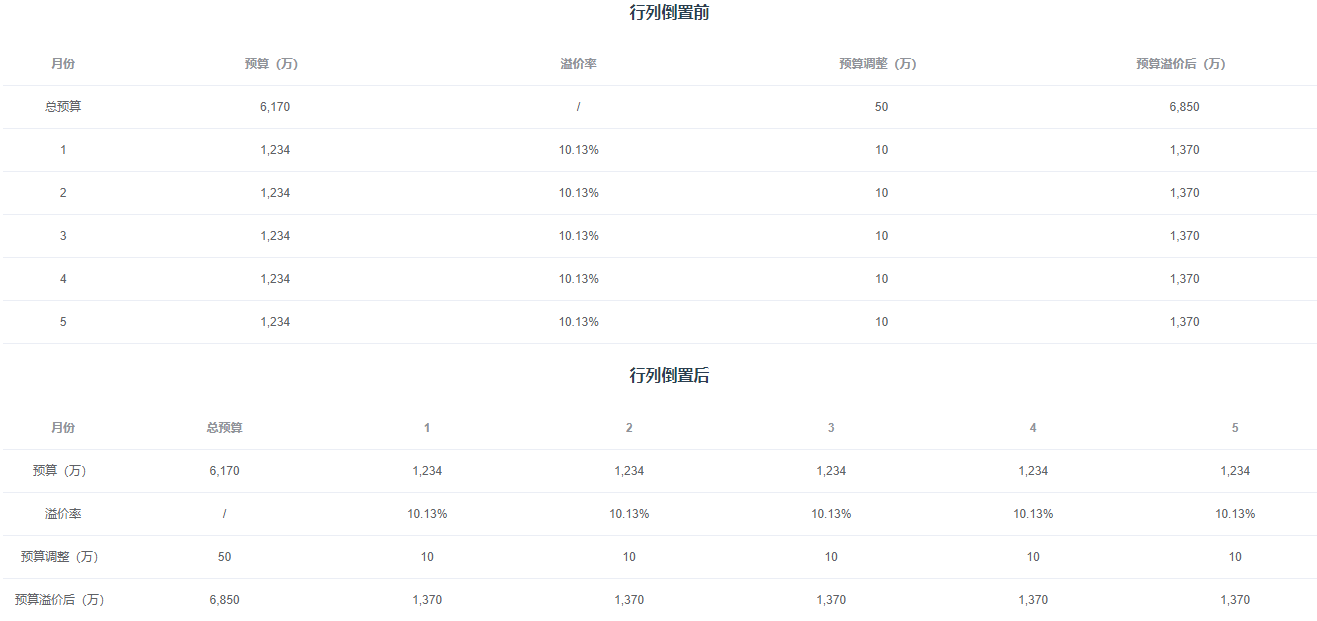 行列倒置前
月份 预算（万） 溢价率 预算调整（万） 预算溢价后（万）
总预算 6,170 / 50 6,850
1 1,234 10.13% 10 1,370
2 1,234 10.13% 10 1,370
3 1,234 10.13% 10 1,370
4 1,234 10.13% 10 1,370
5 1,234 10.13% 10 1,370
行列倒置后
月份 总预算 1 2 3 4 5
预算（万） 6,170 1,234 1,234 1,234 1,234 1,234
溢价率 / 10.13% 10.13% 10.13% 10.13% 10.13%
预算调整（万） 50 10 10 10 10 10
预算溢价后（万） 6,850 1,370 1,370 1,370 1,370 1,370